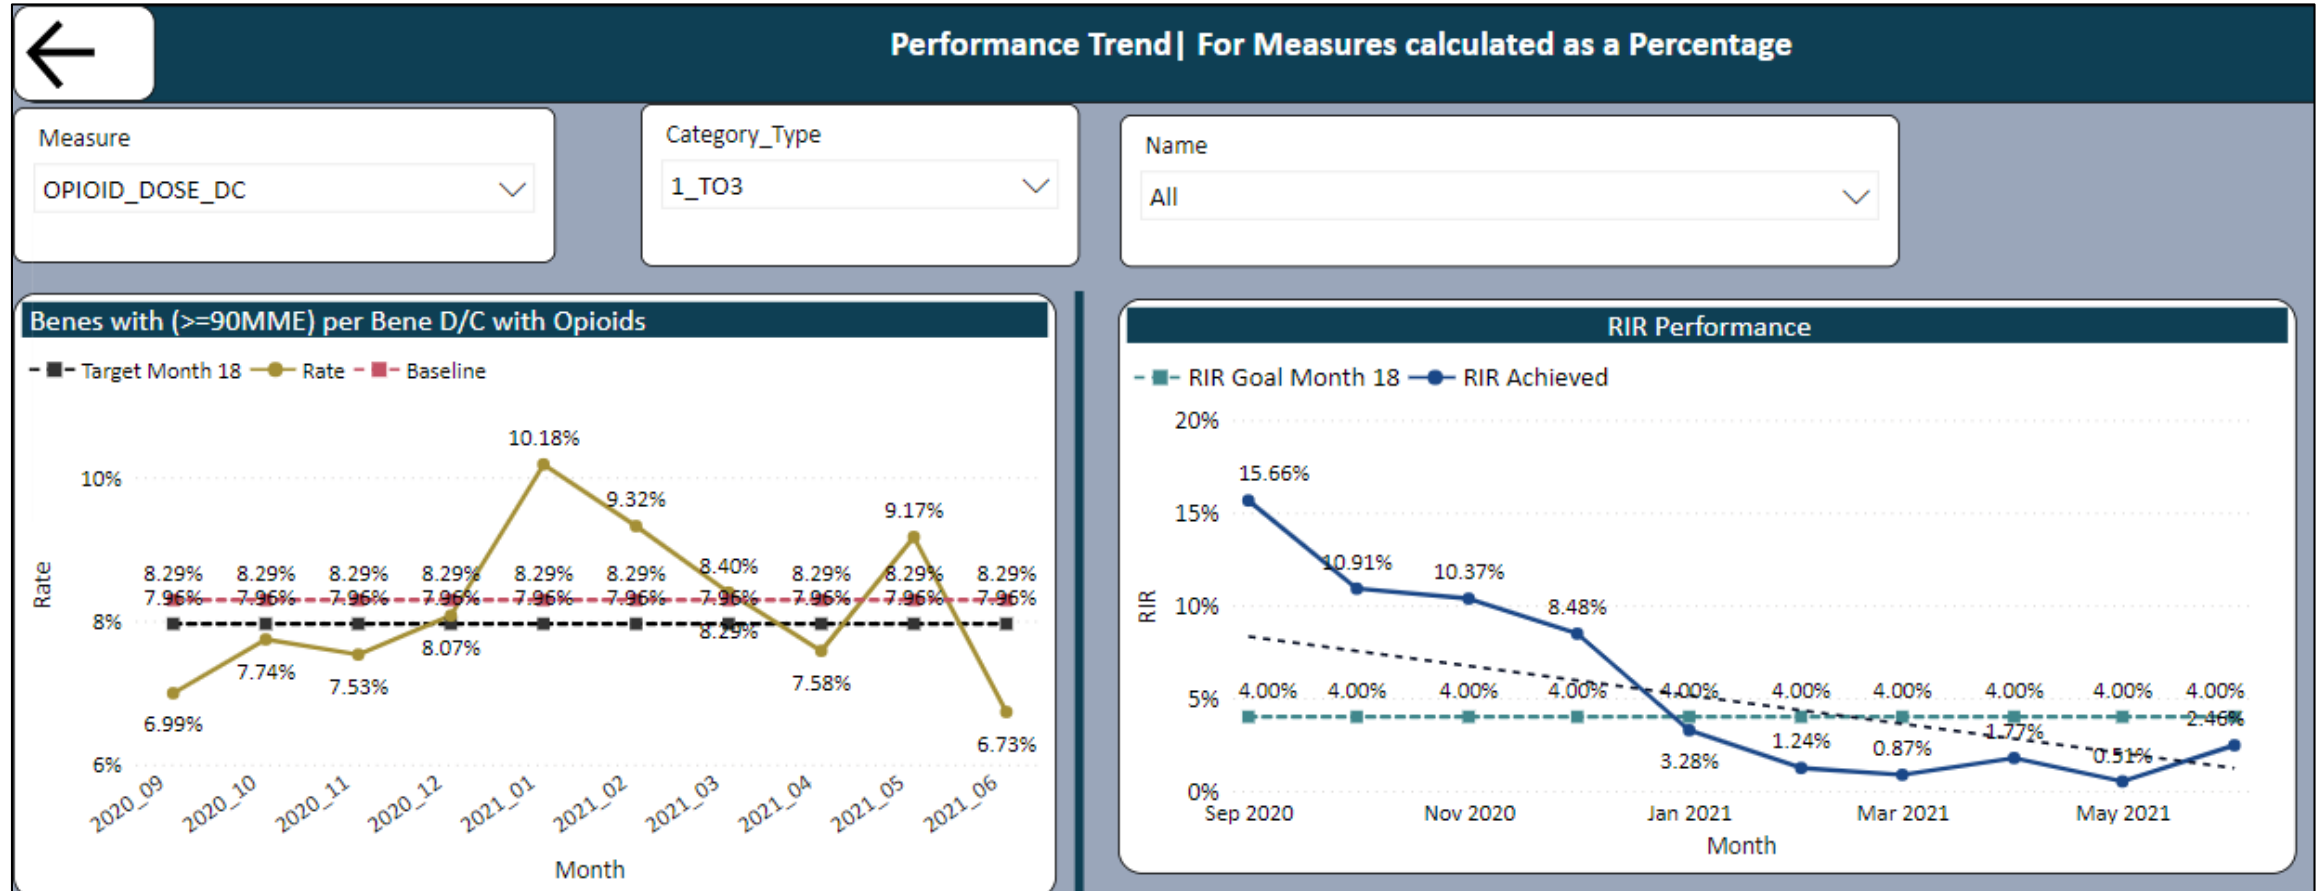 Performance Trend| For Measures calculated as a Percentage
Measure
OPIOID_DOSE_DC
Category_Type
1_TO3
Name
All
Benes with (>=90MME) per Bene D/C with Opioids
Target Month 18 Rate Baseline
10.18%
10%
9.32%
9.17%
8.40%
8.29% 8.29% 8.29% 8.29% 8.29% 8.29% 8.29% 8.29% 8.29%
7.96% 7.96% 7.96% 7.96% 7.96% 7.96% 7.96% 7.96% 7.96% 7.96%
8%
8.29%
8.07%
7.74%
7.53%
7.58%
6.99%
6.73%
6%
Rate
2020_09 2020_10 2020_11 2020_12 2021_01 2021_02 2021_03 2021_04 2021_05 2021_06
Month
RIR Performance
RIR Goal Month 18 RIR Achieved
20%
15.66%
15%
10.91%
10.37%
10%
8.48%
RIR
5%
4.00% 4.00% 4.00% 4.00% 4.00% 4.00% 4.00% 4.00% 4.00% 4.00%
2.46%
1.77%
1.24%
0.87%
0.51%
3.28%
0%
Sep 2020 Nov 2020 Jan 2021 Mar 2021 May 2021
Month